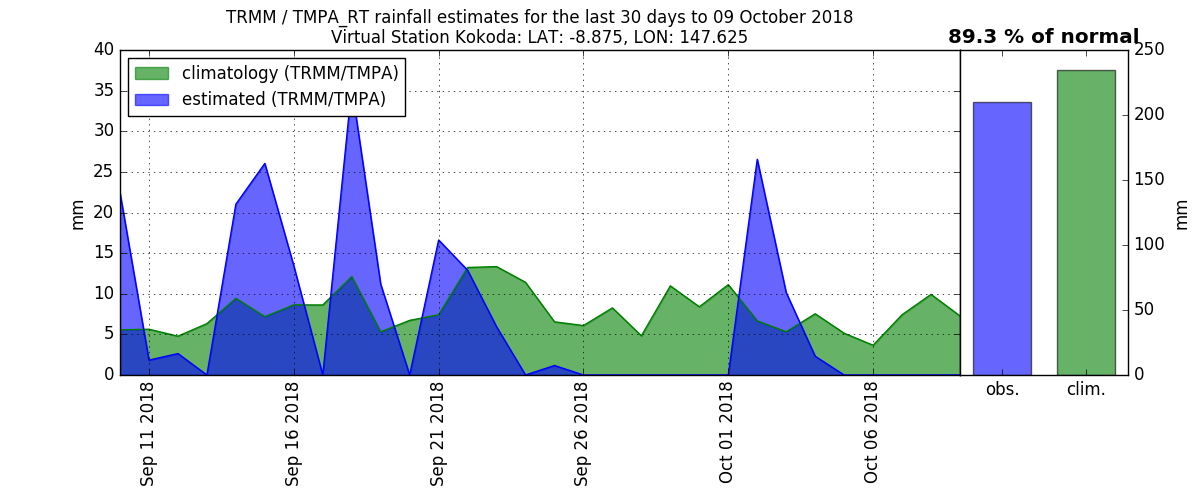 TRMM / TMPA_RT rainfall estimates for the last 30 days to 09 October 2018
Virtual Station Kokoda: LAT: -8.875, LON: 147.625
89.3 % of normal
climatology (TRMM/TMPA)
estimated (TRMM/TMPA)
40
35
30
25
20
15
10
5
0
mm
Sep 11 2018
Sep 16 2018
Sep 21 2018
Sep 26 2018
Oct 01 2018
Oct 06 2018
obs.
clim.
250
200
150
100
50
0
mm